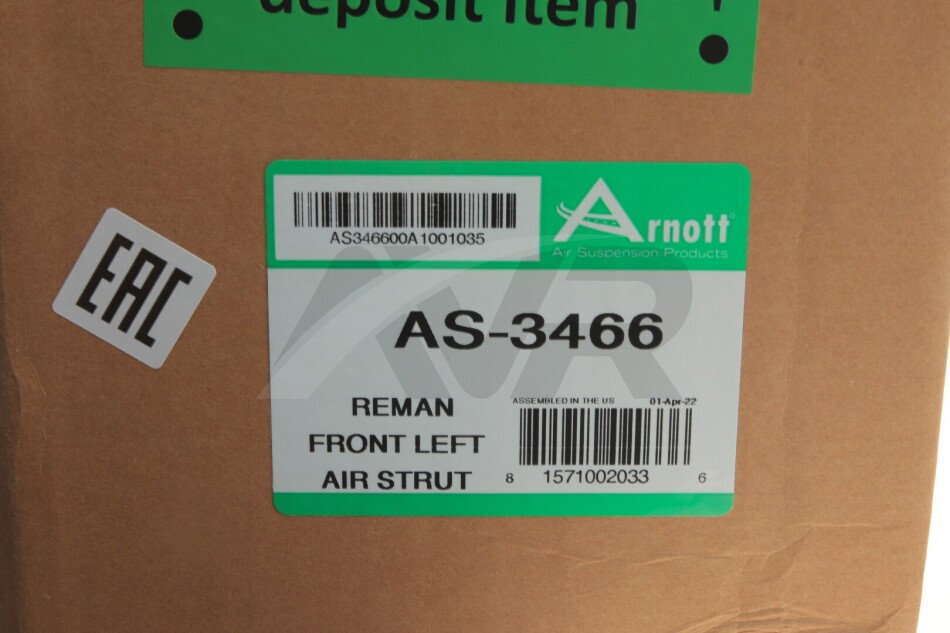 deposit item
AS346600A1001035
Arnott
Air Suspension Products
EAC
AVR
AS-3466
REMAN
FRONT LEFT
AIR STRUT
ASSEMBLED IN THE US 01-Apr-22
8 1571002033 6